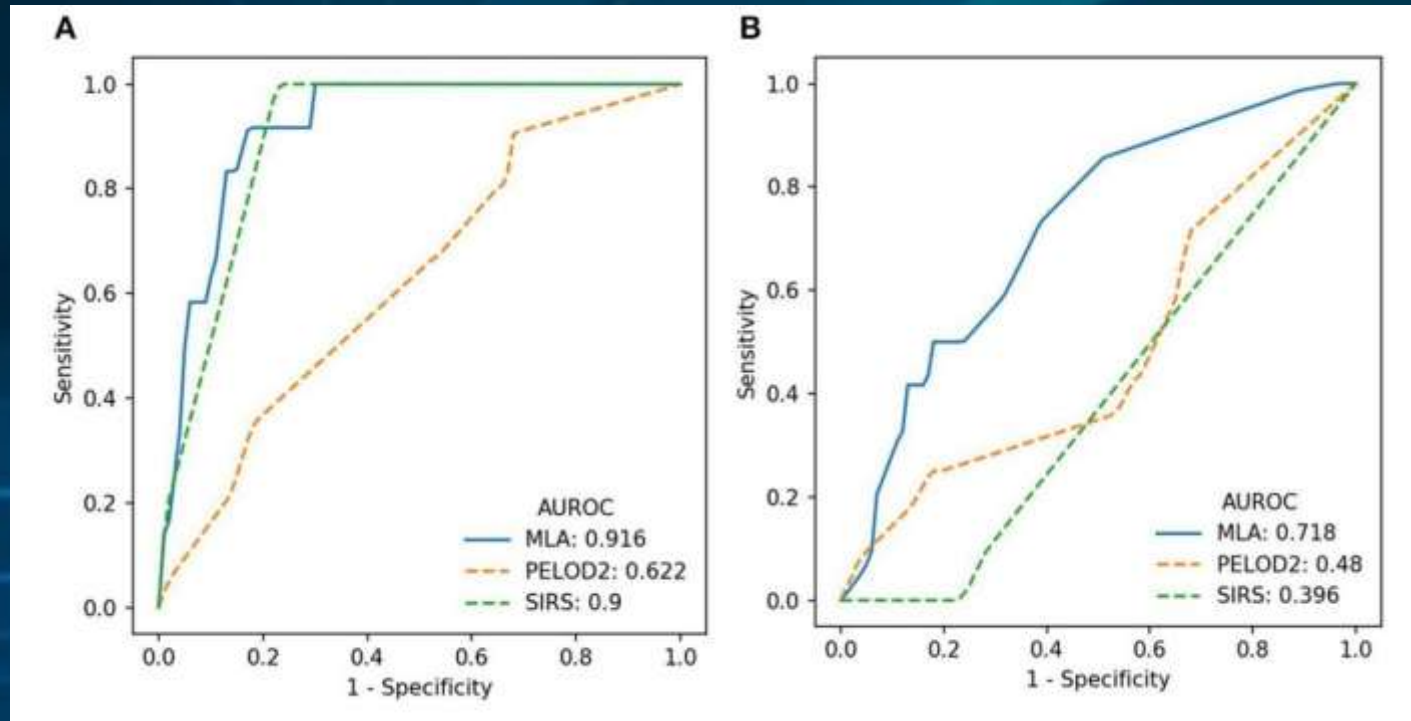 A
1.0
0.8
0.6
0.4
0.2
0.0
Sensitivity
AUROC
MLA: 0.916
PELOD2: 0.622
SIRS: 0.9
0.0 0.2 0.4 0.6 0.8 1.0
1 - Specificity
B
1.0
0.8
0.6
0.4
0.2
0.0
Sensitivity
AUROC
MLA: 0.718
PELOD2: 0.48
SIRS: 0.396
0.0 0.2 0.4 0.6 0.8 1.0
1 - Specificity